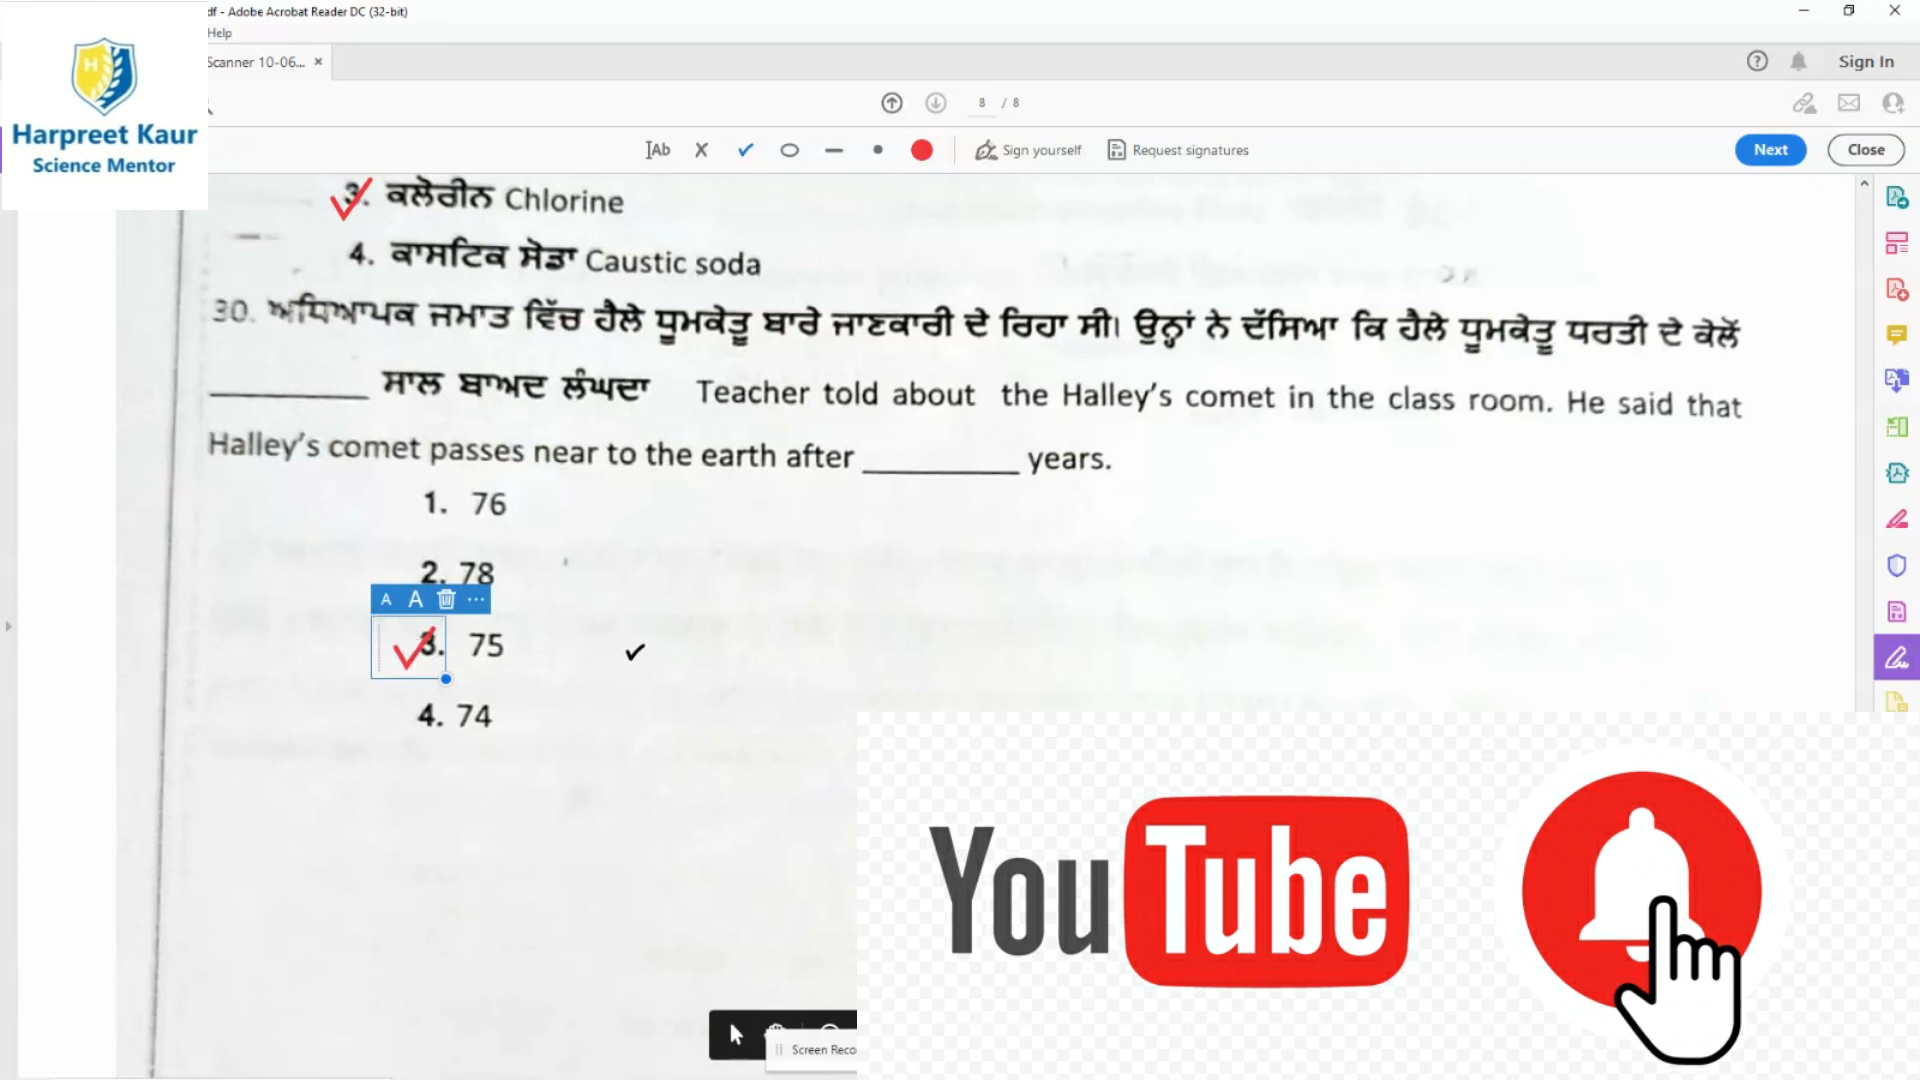 df - Adobe Acrobat Reader DC (32-bit)
Help
Scanner 10-06...
Sign In
8 / 8
Harpreet Kaur
Science Mentor
Ab
Sign yourself
Request signatures
Next
Close
3. ਕਲੋਰੀਨ Chlorine
4. ਕਾਸਟਿਕ ਸੋਡਾ Caustic soda
30. ਅਧਿਆਪਕ ਜਮਾਤ ਵਿੱਚ ਹੈਲੇ ਧੂਮਕੇਤੂ ਬਾਰੇ ਜਾਣਕਾਰੀ ਦੇ ਰਿਹਾ ਸੀ। ਉਨ੍ਹਾਂ ਨੇ ਦੱਸਿਆ ਕਿ ਹੈਲੇ ਧੂਮਕੇਤੂ ਧਰਤੀ ਦੇ ਕੋਲੋਂ
__________ ਸਾਲ ਬਾਅਦ ਲੰਘਦਾ Teacher told about the Halley's comet in the class room. He said that
Halley's comet passes near to the earth after __________ years.
1. 76
2. 78
A A
3. 75
4. 74
YouTube
Screen Reco